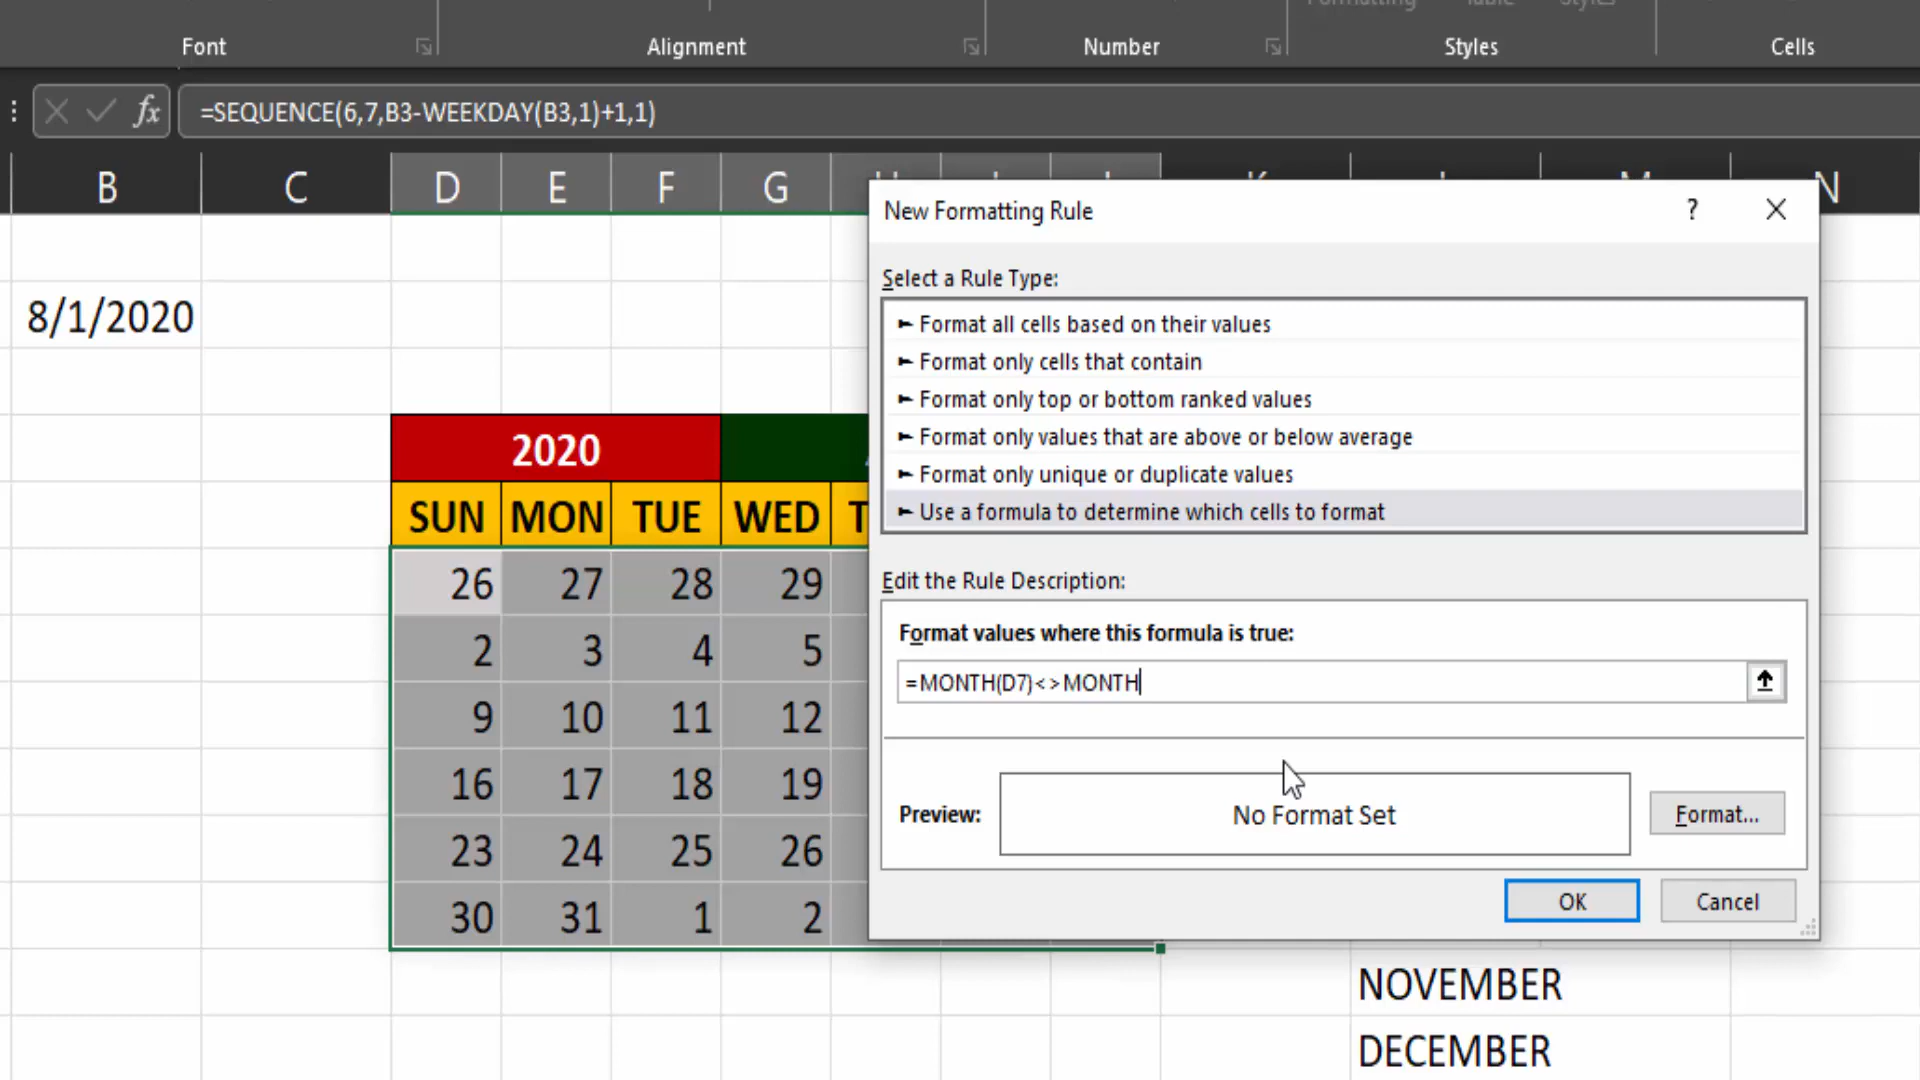 Formatting Table Styles
Font Alignment Number Styles Cells
fx =SEQUENCE(6,7,B3-WEEKDAY(B3,1)+1,1)
B C D E F G N
New Formatting Rule ?
Select a Rule Type:
► Format all cells based on their values
► Format only cells that contain
► Format only top or bottom ranked values
► Format only values that are above or below average
► Format only unique or duplicate values
► Use a formula to determine which cells to format
Edit the Rule Description:
Format values where this formula is true:
=MONTH(D7)<>MONTH
Preview: No Format Set Format...
OK Cancel
8/1/2020
2020
SUN MON TUE WED T
26 27 28 29
2 3 4 5
9 10 11 12
16 17 18 19
23 24 25 26
30 31 1 2
NOVEMBER
DECEMBER